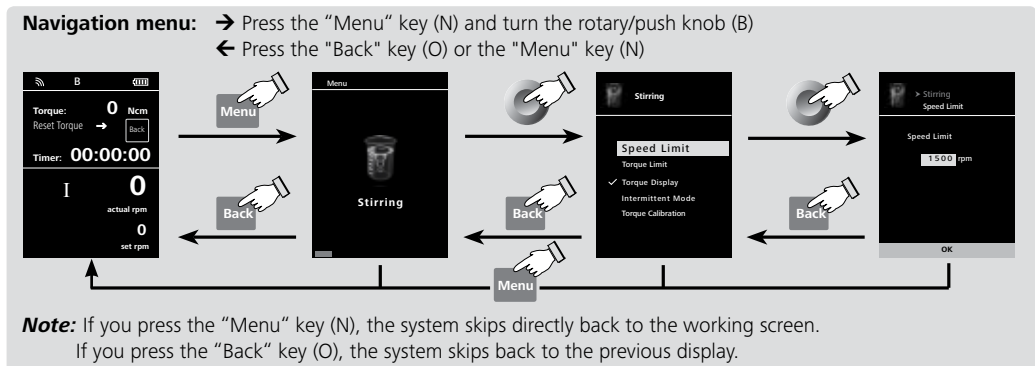 Navigation menu: → Press the “Menu“ key (N) and turn the rotary/push knob (B)
← Press the "Back" key (O) or the "Menu" key (N)
B
Torque: 0 Ncm
Reset Torque → Back
Timer: 00:00:00
I 0
actual rpm
0
set rpm
Menu
Back
Menu
Stirring
Back
Stirring
Speed Limit
Torque Limit
✓ Torque Display
Intermittent Mode
Torque Calibration
Back
> Stirring
Speed Limit
Speed Limit
1500 rpm
OK
Menu
Note: If you press the “Menu“ key (N), the system skips directly back to the working screen.
If you press the “Back“ key (O), the system skips back to the previous display.